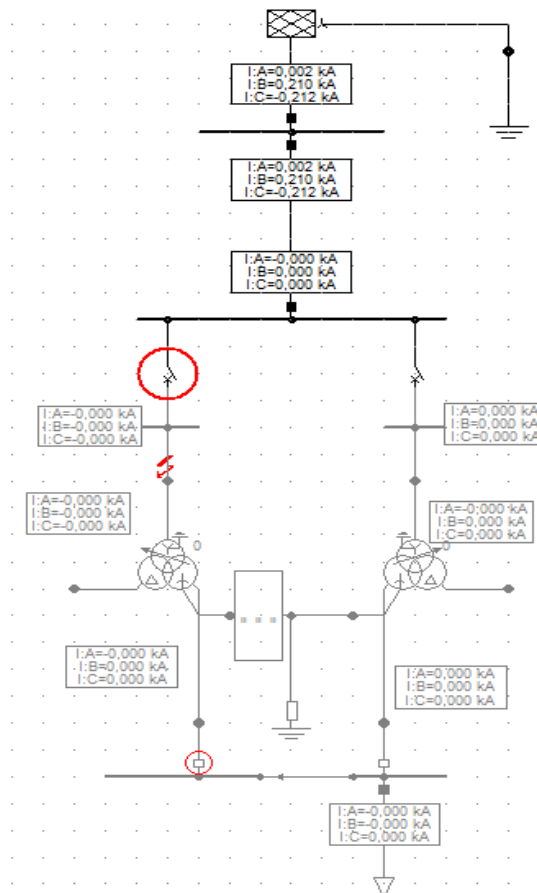 I:A=0,002 kA
I:B=0,210 kA
I:C=-0,212 kA
I:A=0,002 kA
I:B=0,210 kA
I:C=-0,212 kA
I:A=-0,000 kA
I:B=0,000 kA
I:C=0,000 kA
I:A=-0,000 kA
I:B=-0,000 kA
I:C=-0,000 kA
I:A=0,000 kA
I:B=0,000 kA
I:C=0,000 kA
I:A=-0,000 kA
I:B=-0,000 kA
I:C=-0,000 kA
0
I:A=-0,000 kA
I:B=0,000 kA
I:C=0,000 kA
0
I:A=-0,000 kA
I:B=0,000 kA
I:C=0,000 kA
I:A=0,000 kA
I:B=0,000 kA
I:C=0,000 kA
I:A=-0,000 kA
I:B=-0,000 kA
I:C=0,000 kA